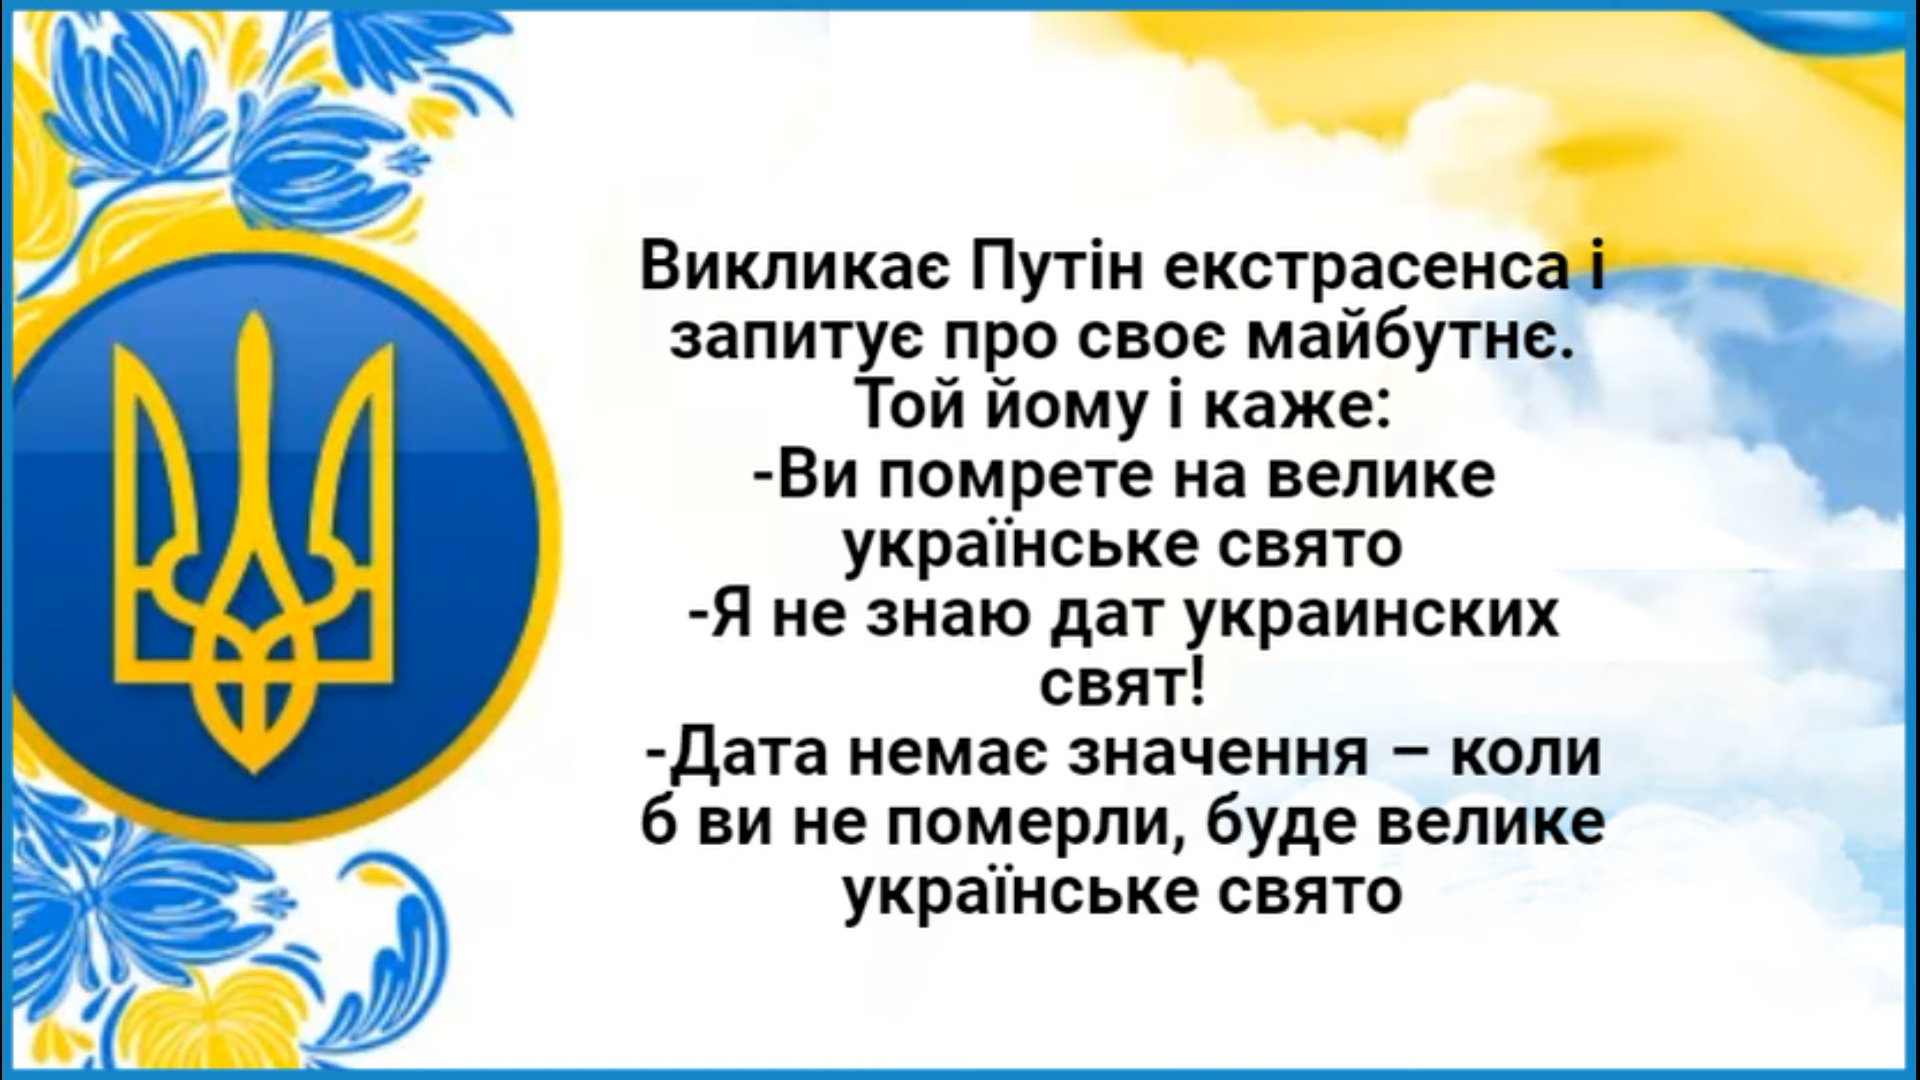 Викликає Путін екстрасенса і
запитує про своє майбутнє.
Той йому і каже:
-Ви помрете на велике
українське свято
-Я не знаю дат украинских
свят!
-Дата немає значення – коли
б ви не померли, буде велике
українське свято